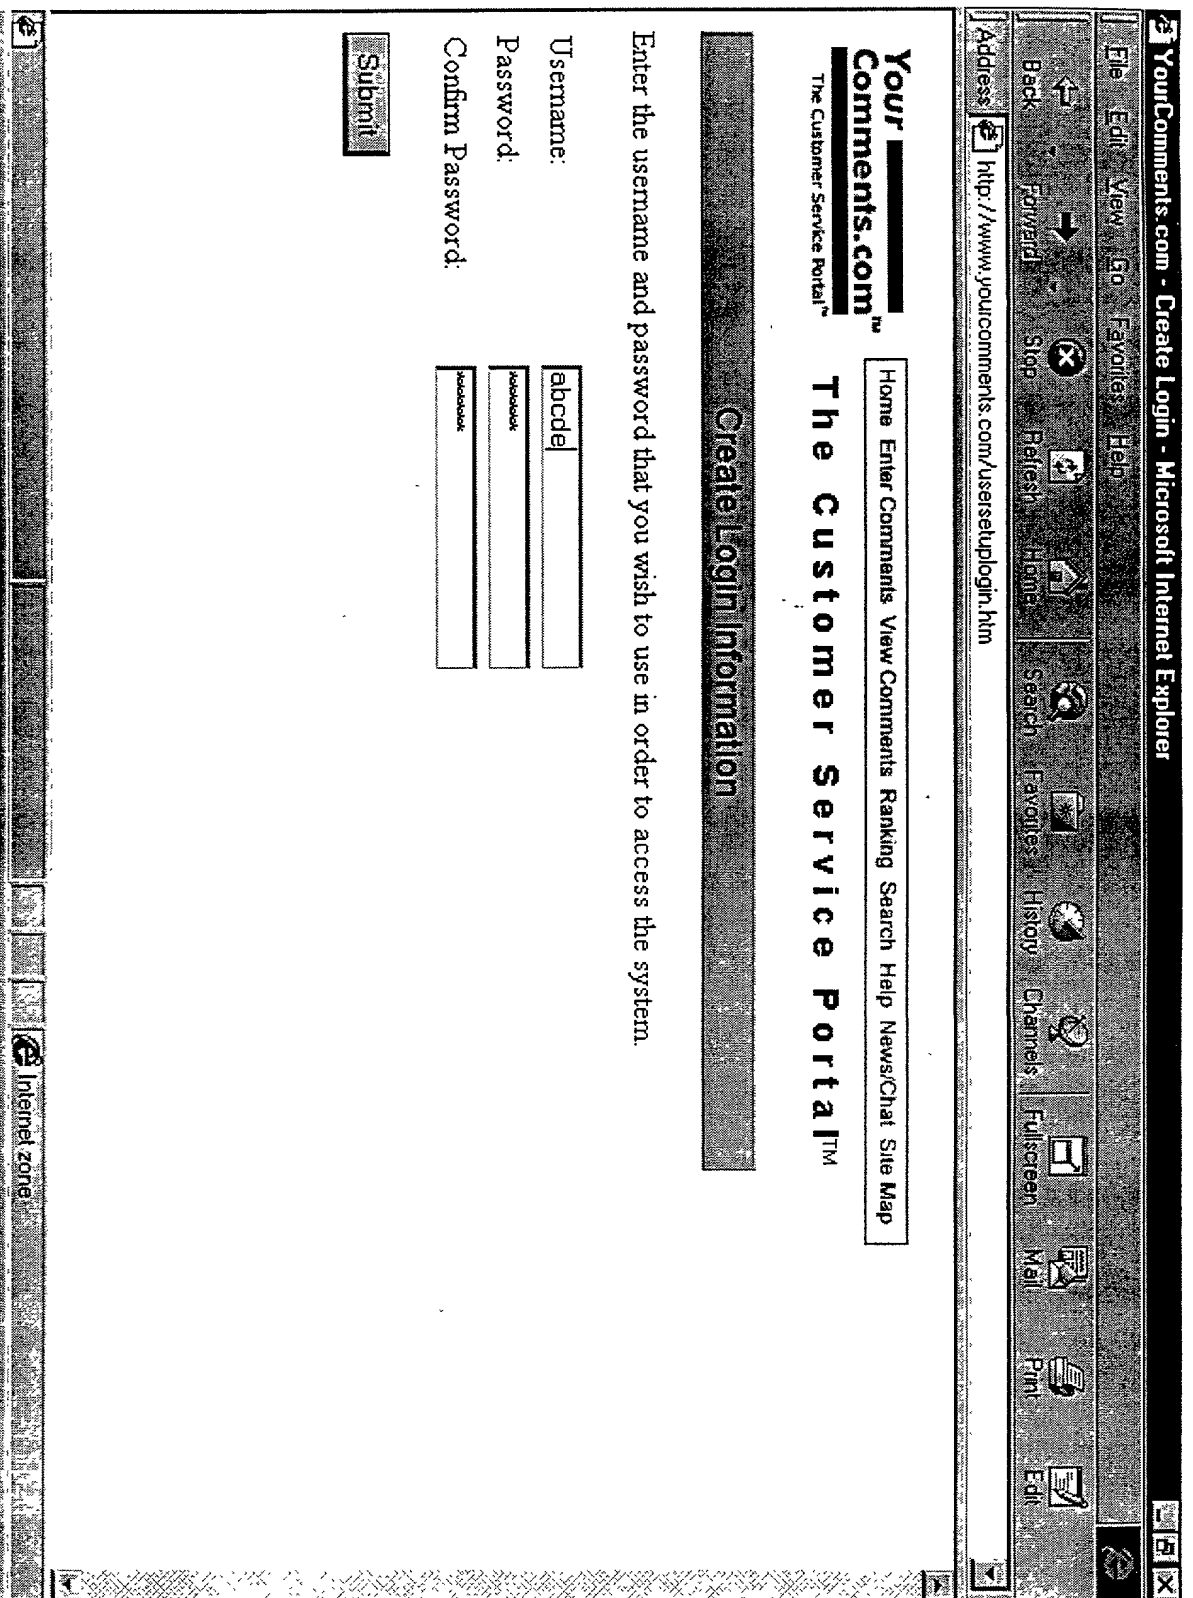 YourComments.com - Create Login - Microsoft Internet Explorer
File Edit View Go Favorites Help
Back Forward Stop Refresh Home Search Favorites History Channels Fullscreen Mail Print Edit
Address http://www.yourcomments.com/usersetuplogin.htm
Your Comments.com™
The Customer Service Portal™
Home Enter Comments View Comments Ranking Search Help News/Chat Site Map
The Customer Service Portal™
Create Login Information
Enter the username and password that you wish to use in order to access the system.
Username: abcde
Password: *******
Confirm Password: *******
Submit
Internet zone